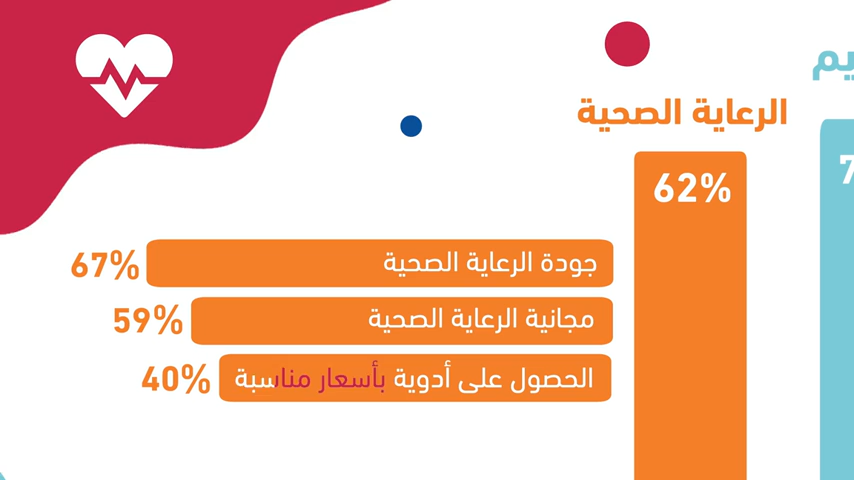 الرعاية الصحية
62%
جودة الرعاية الصحية
67%
مجانية الرعاية الصحية
59%
الحصول على أدوية بأسعار مناسبة
40%